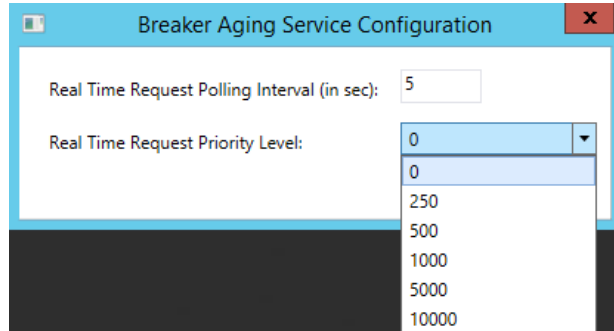 Breaker Aging Service Configuration
x
Real Time Request Polling Interval (in sec): 5
Real Time Request Priority Level: 0
0
250
500
1000
5000
10000